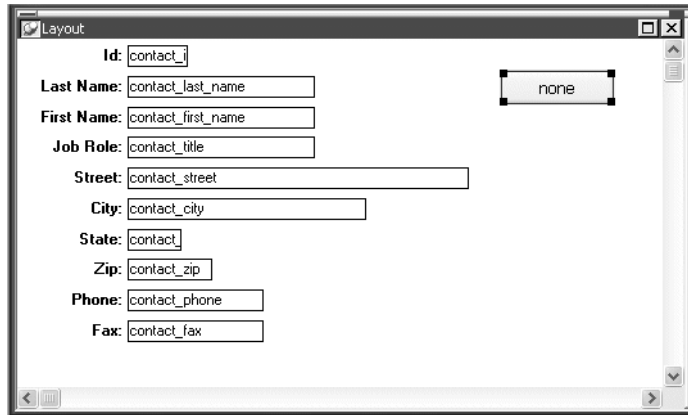 Layout
Id: contact_i
none
Last Name: contact_last_name
First Name: contact_first_name
Job Role: contact_title
Street: contact_street
City: contact_city
State: contact_
Zip: contact_zip
Phone: contact_phone
Fax: contact_fax